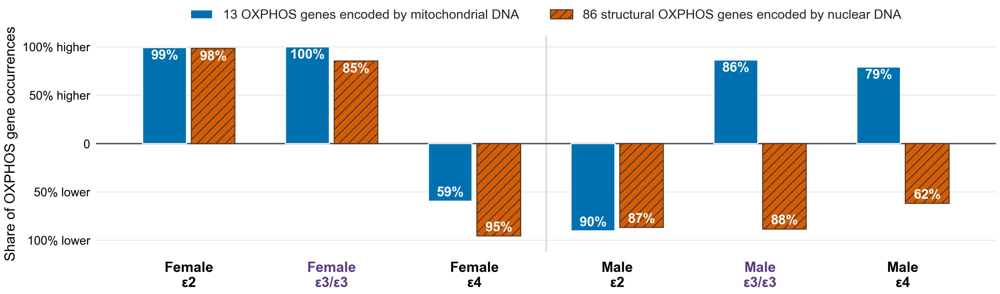 13 OXPHOS genes encoded by mitochondrial DNA
86 structural OXPHOS genes encoded by nuclear DNA
Share of OXPHOS gene occurrences
100% higher
50% higher
0
50% lower
100% lower
99%
98%
100%
85%
59%
95%
90%
87%
86%
88%
79%
62%
Female
ε2
Female
ε3/ε3
Female
ε4
Male
ε2
Male
ε3/ε3
Male
ε4